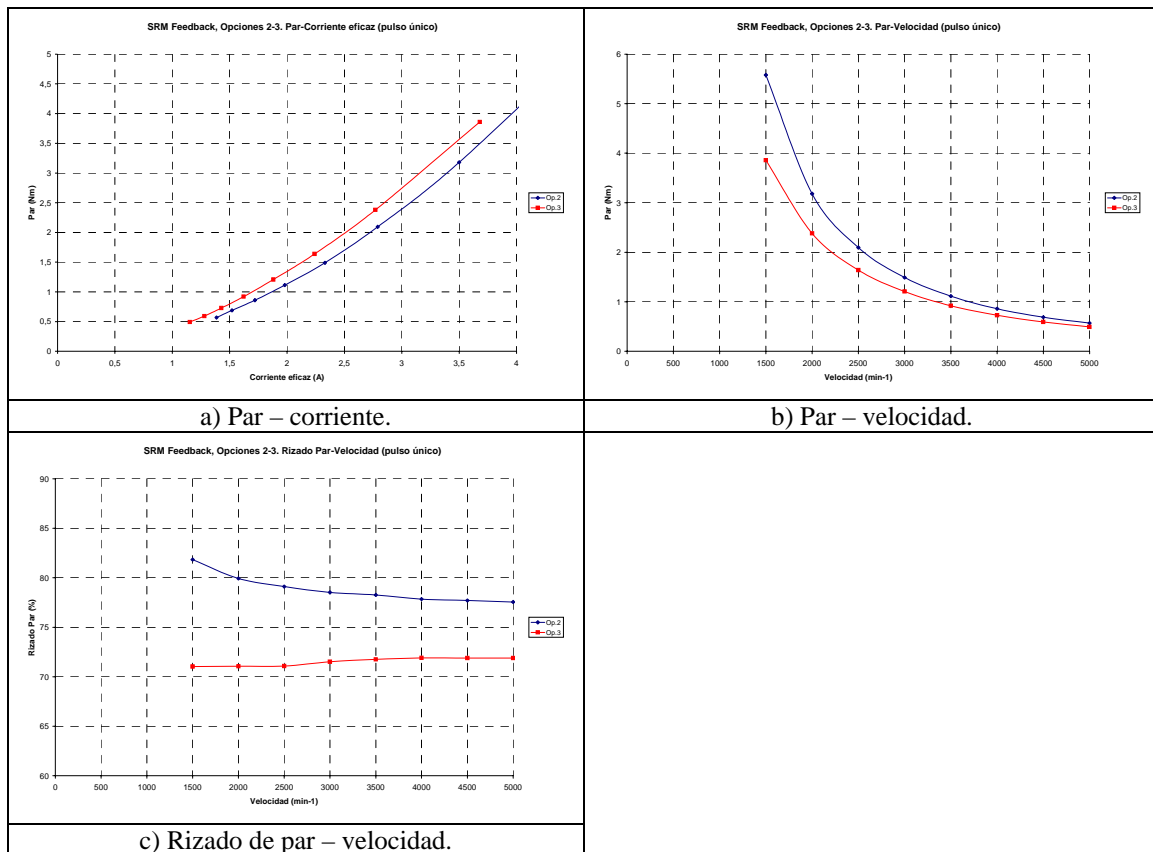 SRM Feedback, Opciones 2-3. Par-Corriente eficaz (pulso único)
5
4,5
4
3,5
3
2,5
2
1,5
1
0,5
0
Par (Nm)
0 0,5 1 1,5 2 2,5 3 3,5 4
Corriente eficaz (A)
Op.2
Op.3
a) Par – corriente.
SRM Feedback, Opciones 2-3. Par-Velocidad (pulso único)
6
5
4
3
2
1
0
Par (Nm)
0 500 1000 1500 2000 2500 3000 3500 4000 4500 5000
Velocidad (min-1)
Op.2
Op.3
b) Par – velocidad.
SRM Feedback, Opciones 2-3. Rizado Par-Velocidad (pulso único)
90
85
80
75
70
65
60
Rizado Par (%)
0 500 1000 1500 2000 2500 3000 3500 4000 4500 5000
Velocidad (min-1)
Op.2
Op.3
c) Rizado de par – velocidad.